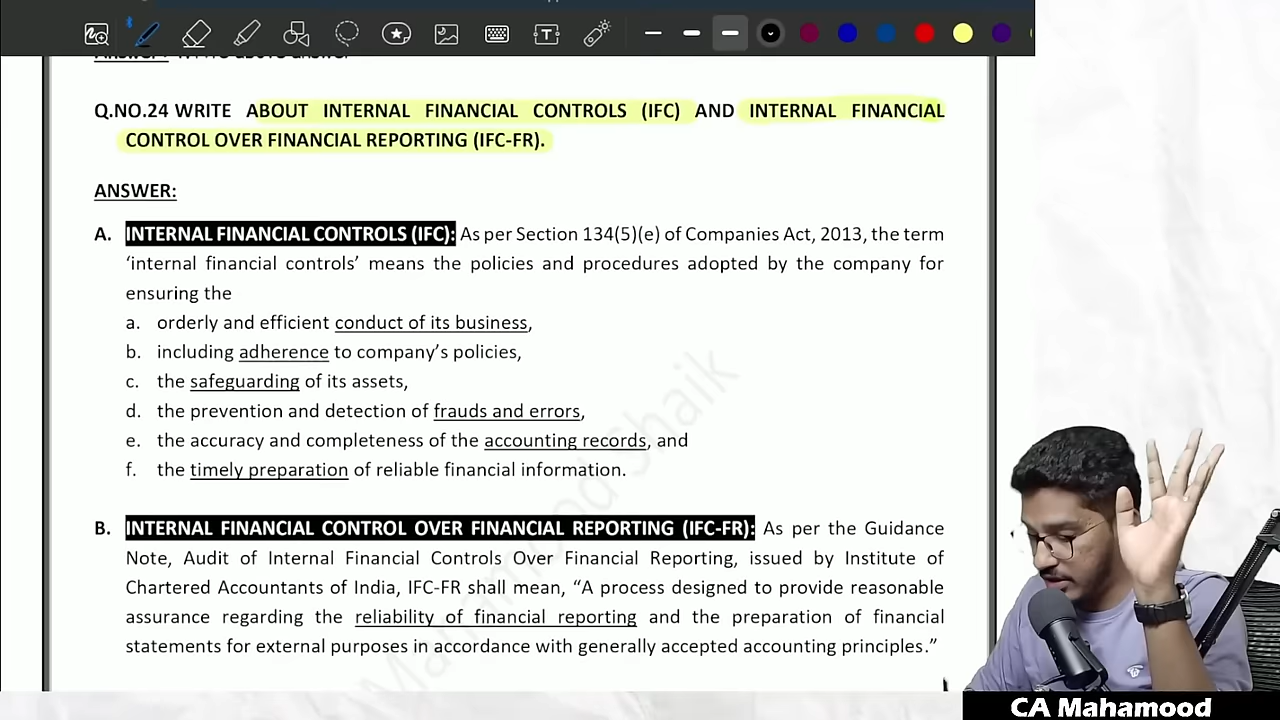 Q.NO.24 WRITE ABOUT INTERNAL FINANCIAL CONTROLS (IFC) AND INTERNAL FINANCIAL
CONTROL OVER FINANCIAL REPORTING (IFC-FR).
ANSWER:
A. INTERNAL FINANCIAL CONTROLS (IFC): As per Section 134(5)(e) of Companies Act, 2013, the term
‘internal financial controls’ means the policies and procedures adopted by the company for
ensuring the
a. orderly and efficient conduct of its business,
b. including adherence to company’s policies,
c. the safeguarding of its assets,
d. the prevention and detection of frauds and errors,
e. the accuracy and completeness of the accounting records, and
f. the timely preparation of reliable financial information.
B. INTERNAL FINANCIAL CONTROL OVER FINANCIAL REPORTING (IFC-FR): As per the Guidance
Note, Audit of Internal Financial Controls Over Financial Reporting, issued by Institute of
Chartered Accountants of India, IFC-FR shall mean, “A process designed to provide reasonable
assurance regarding the reliability of financial reporting and the preparation of financial
statements for external purposes in accordance with generally accepted accounting principles.”
Shaik
CA Mahamood